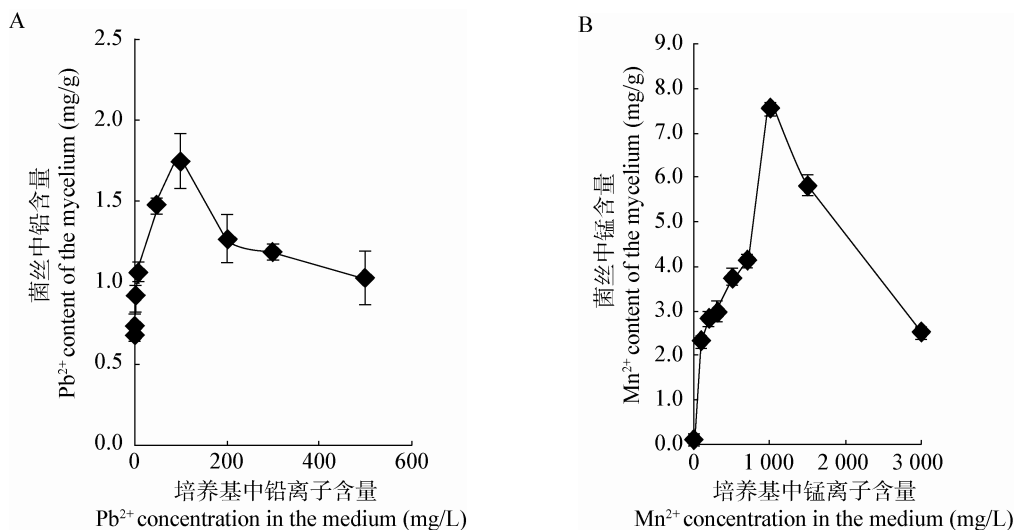 A
2.5
2.0
1.5
1.0
0.5
0.0
0
200
400
600
菌丝中铅含量
Pb²⁺ content of the mycelium (mg/g)
培养基中铅离子含量
Pb²⁺ concentration in the medium (mg/L)
B
9.0
8.0
7.0
6.0
5.0
4.0
3.0
2.0
1.0
0.0
0
1 000
2 000
3 000
菌丝中锰含量
Mn²⁺ content of the mycelium (mg/g)
培养基中锰离子含量
Mn²⁺ concentration in the medium (mg/L)